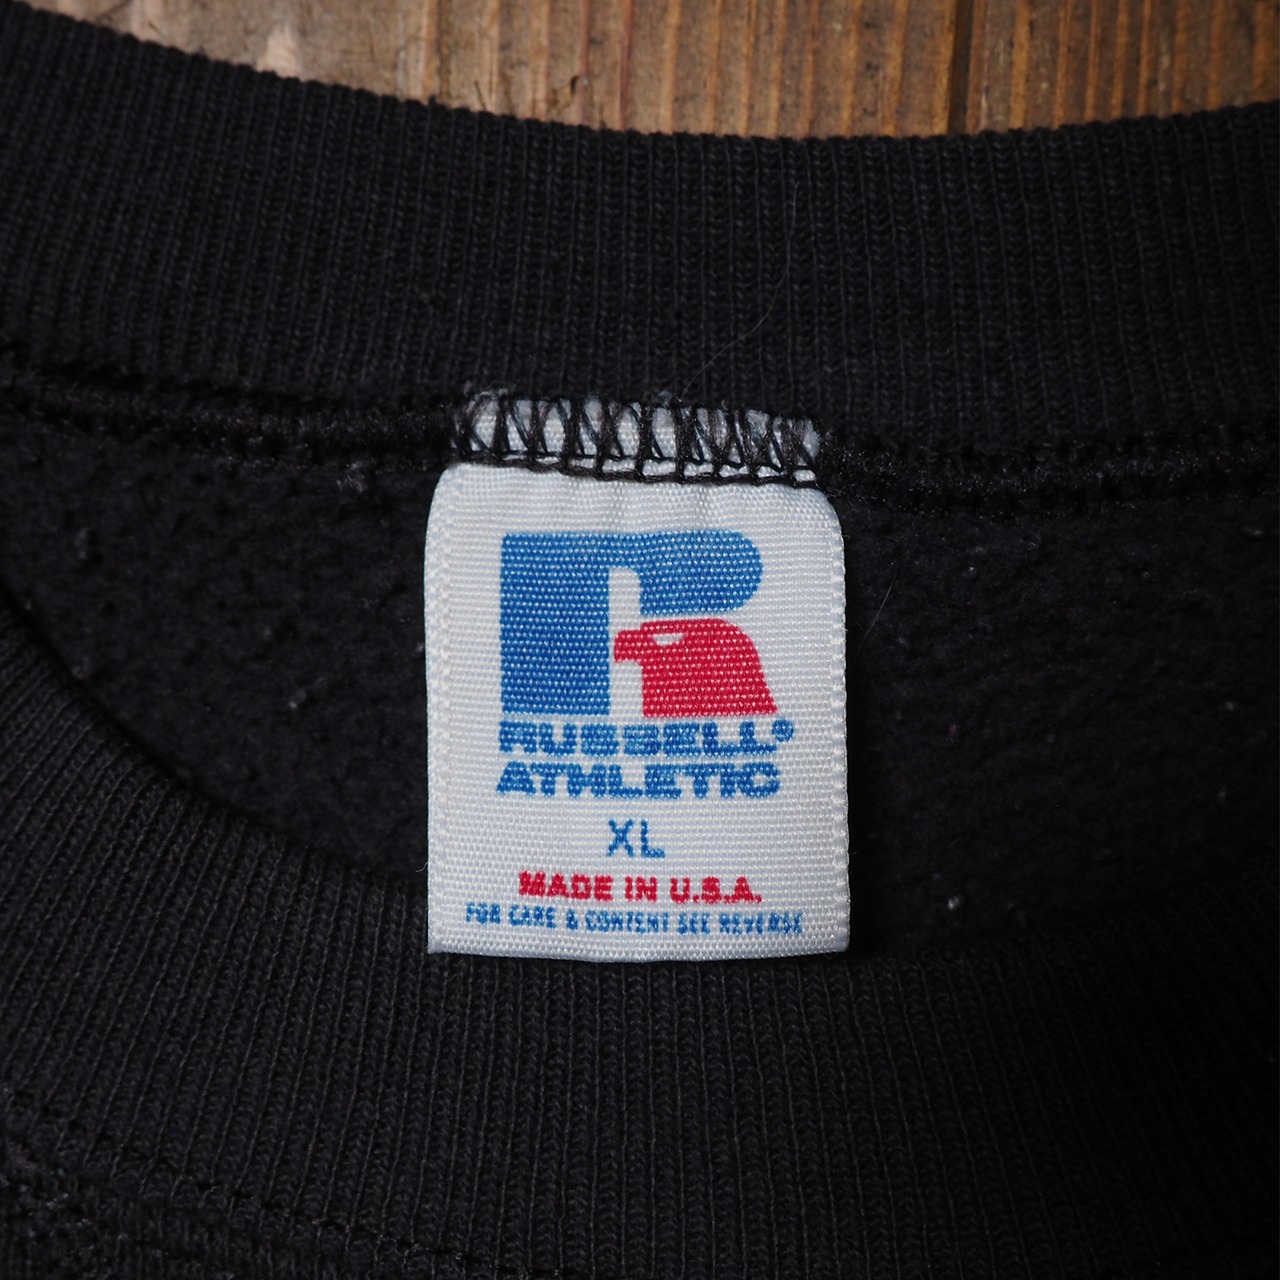 RUSSELL®
ATHLETIC
XL
MADE IN U.S.A.
FOR CARE & CONTENT SEE REVERSE